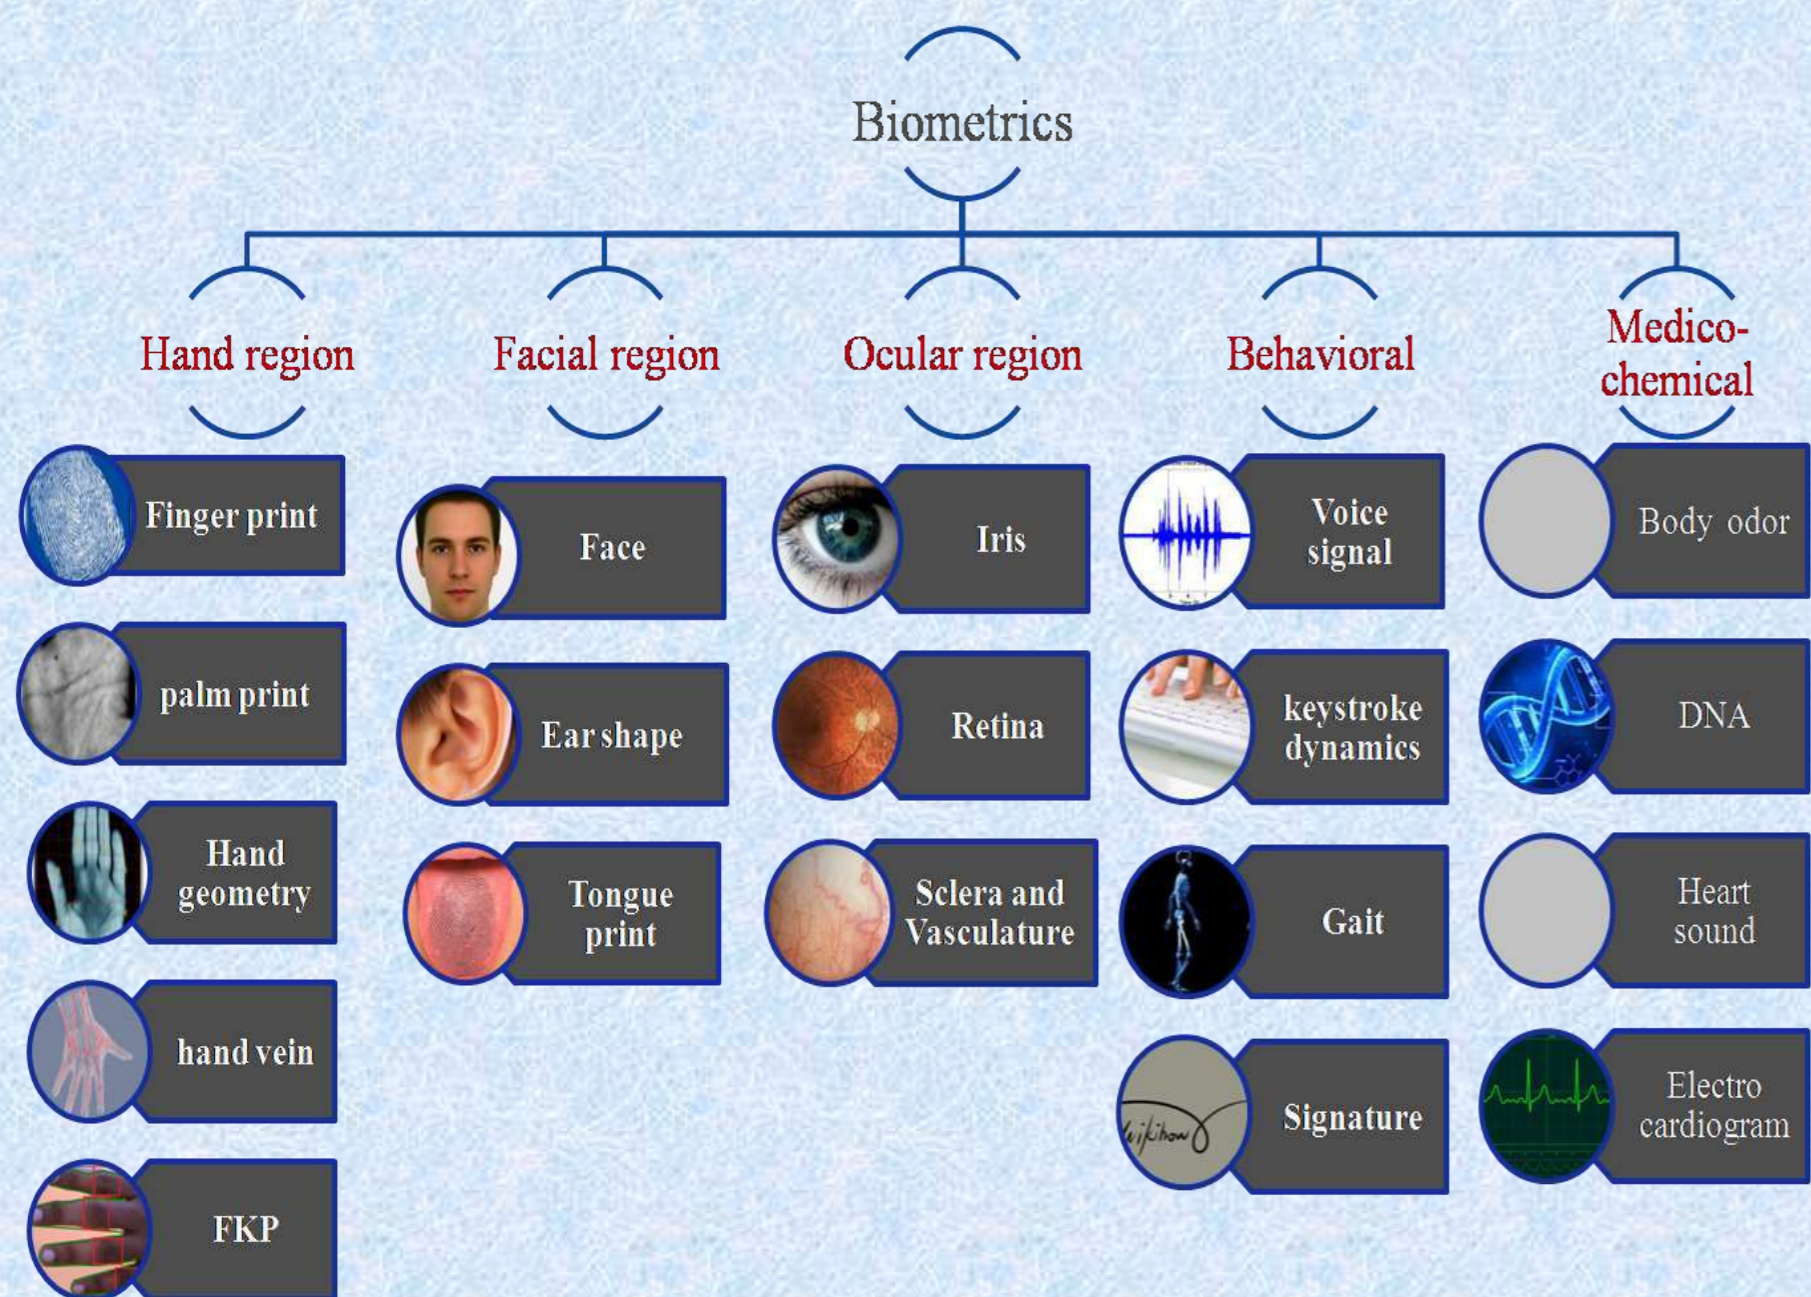 Biometrics
Hand region
Facial region
Ocular region
Behavioral
Medico-
chemical
Finger print
palm print
Hand
geometry
hand vein
FKP
Face
Ear shape
Tongue
print
Iris
Retina
Sclera and
Vasculature
Voice
signal
keystroke
dynamics
Gait
Signature
wikihow
Body odor
DNA
Heart
sound
Electro
cardiogram